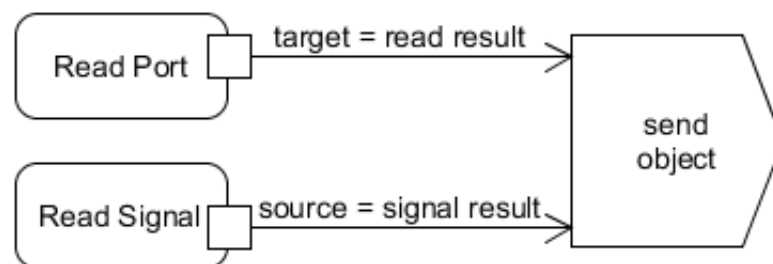 Read Port
target = read result
send
object
Read Signal
source = signal result